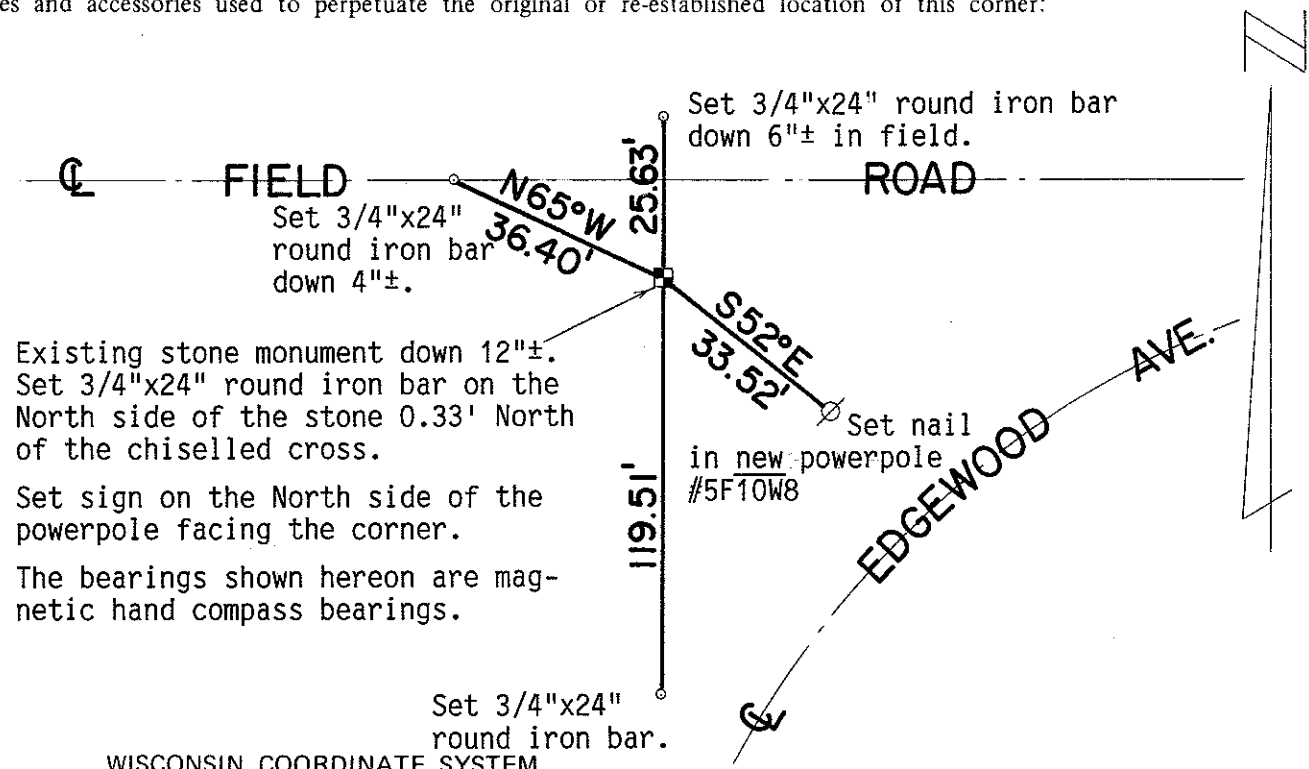 es and accessories used to perpetuate the original or re-established location of this corner:
N
Set 3/4"x24" round iron bar
down 6"± in field.
25.63'
℄ FIELD ROAD
N65°W
36.40'
Set 3/4"x24"
round iron bar
down 4"±.
S52°E
33.52'
AVE.
EDGEWOOD
℄
Existing stone monument down 12"±.
Set 3/4"x24" round iron bar on the
North side of the stone 0.33' North
of the chiselled cross.
Set nail
in new powerpole
#5F10W8
119.51'
Set sign on the North side of the
powerpole facing the corner.
The bearings shown hereon are mag-
netic hand compass bearings.
Set 3/4"x24"
round iron bar.
WISCONSIN COORDINATE SYSTEM